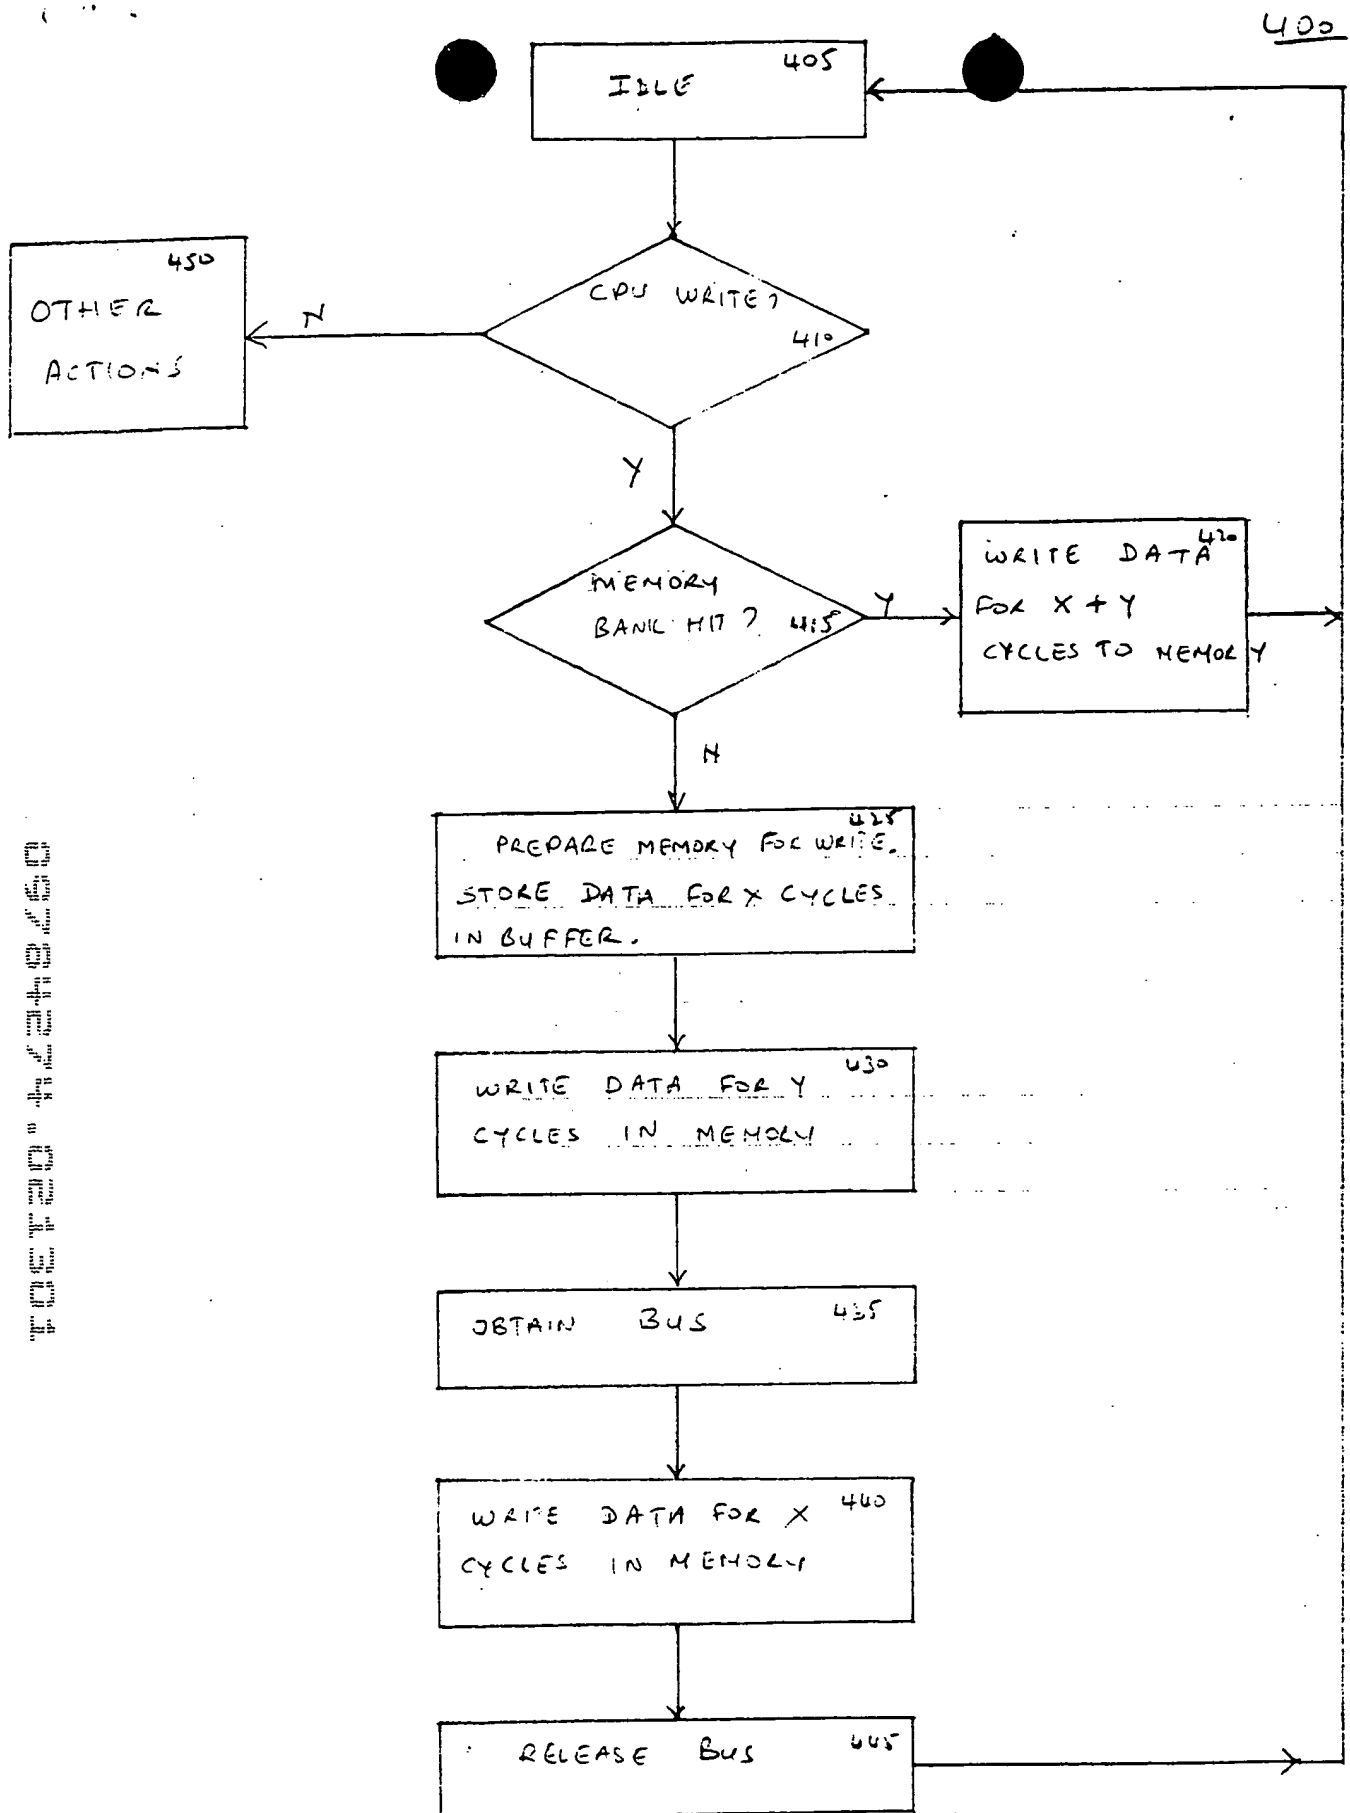 400
IDLE 405
CPU WRITE?
410
N
450
OTHER
ACTIONS
Y
MEMORY
BANK HIT? 415
Y
420
WRITE DATA
FOR X + Y
CYCLES TO MEMORY
N
425
PREPARE MEMORY FOR WRITE.
STORE DATA FOR X CYCLES
IN BUFFER.
430
WRITE DATA FOR Y
CYCLES IN MEMORY
OBTAIN BUS 435
WRITE DATA FOR X 440
CYCLES IN MEMORY
RELEASE BUS 445
09784274.021301